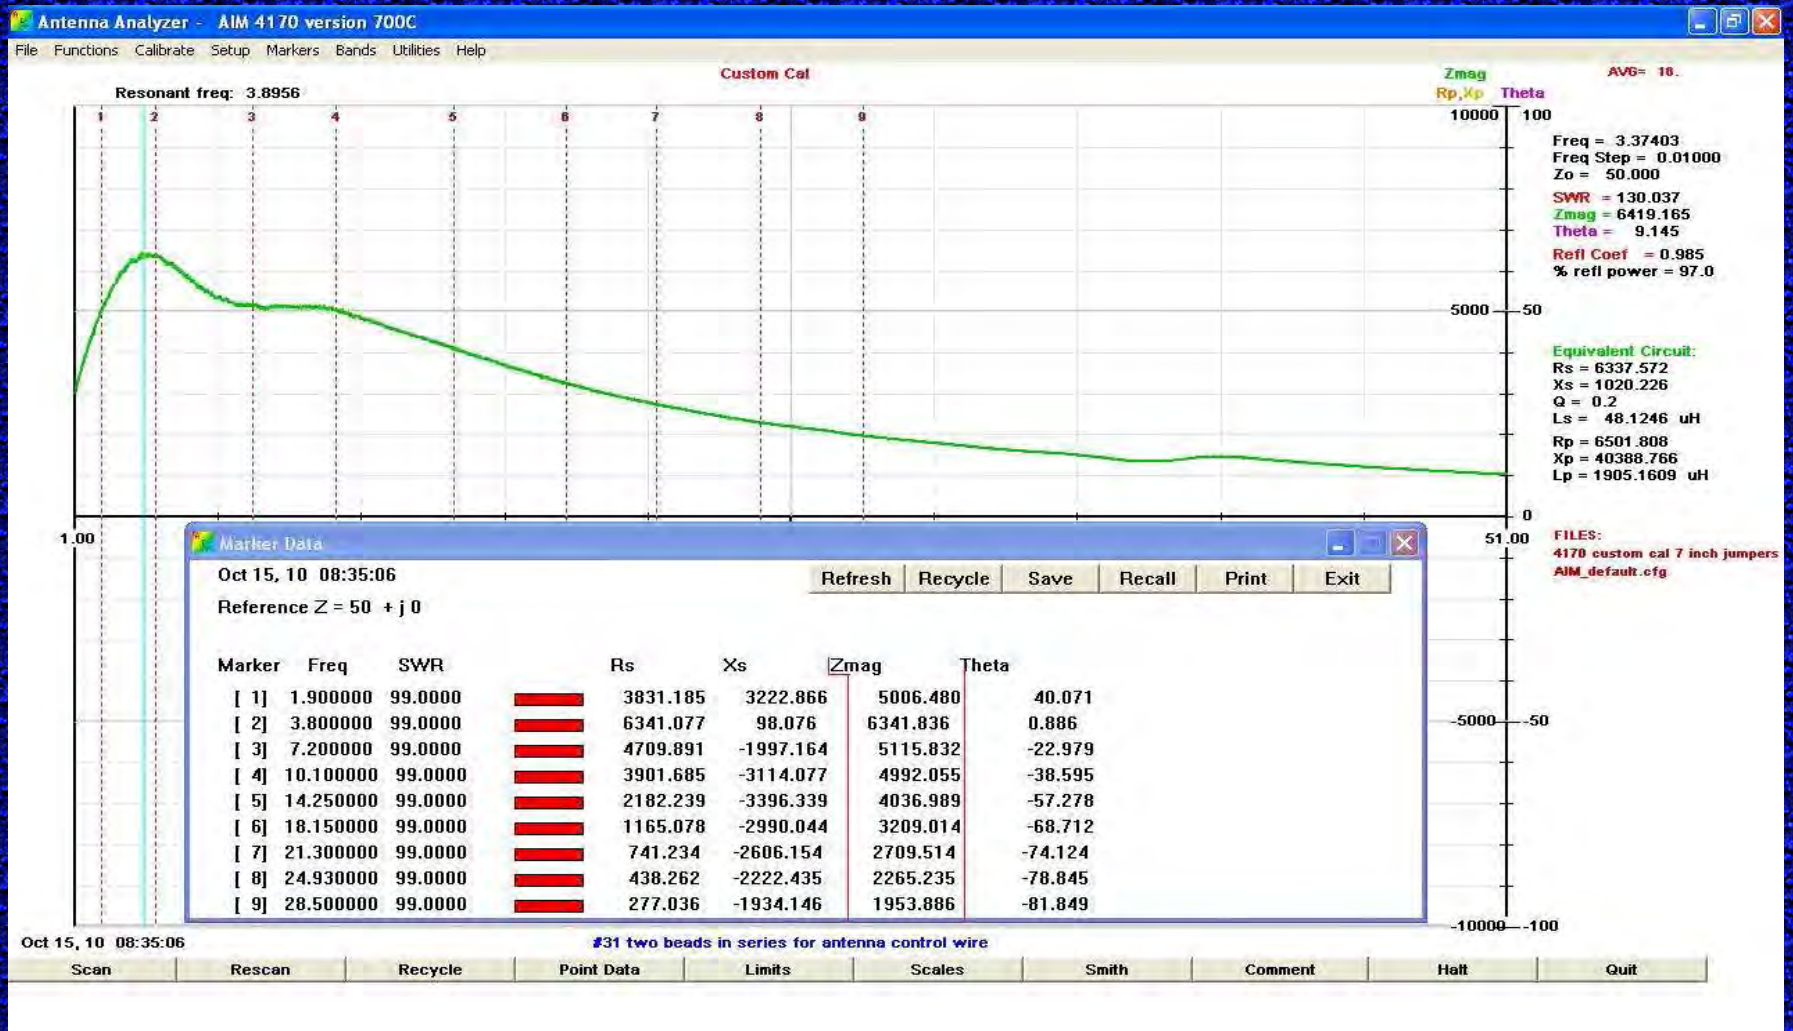 Antenna Analyzer - AIM 4170 version 700C
File Functions Calibrate Setup Markers Bands Utilities Help
Custom Cal
Zmag
AVG= 16.
Resonant freq: 3.8956
Rp,Xp Theta
1 2 3 4 5 6 7 8 9
10000 100
Freq = 3.37403
Freq Step = 0.01000
Zo = 50.000
SWR = 130.037
Zmag = 6419.165
Theta = 9.145
Refl Coef = 0.985
% refl power = 97.0
5000 50
Equivalent Circuit:
Rs = 6337.572
Xs = 1020.226
Q = 0.2
Ls = 48.1246 uH
Rp = 6501.808
Xp = 40388.766
Lp = 1905.1609 uH
0
1.00
51.00
FILES:
4170 custom cal 7 inch jumpers
AIM_default.cfg
Marker Data
Oct 15, 10 08:35:06
Refresh Recycle Save Recall Print Exit
Reference Z = 50 + j 0
Marker Freq SWR Rs Xs Zmag Theta
[ 1] 1.900000 99.0000 3831.185 3222.866 5006.480 40.071
[ 2] 3.800000 99.0000 6341.077 98.076 6341.836 0.886
[ 3] 7.200000 99.0000 4709.891 -1997.164 5115.832 -22.979
[ 4] 10.100000 99.0000 3901.685 -3114.077 4992.055 -38.595
[ 5] 14.250000 99.0000 2182.239 -3396.339 4036.989 -57.278
[ 6] 18.150000 99.0000 1165.078 -2990.044 3209.014 -68.712
[ 7] 21.300000 99.0000 741.234 -2606.154 2709.514 -74.124
[ 8] 24.930000 99.0000 438.262 -2222.435 2265.235 -78.845
[ 9] 28.500000 99.0000 277.036 -1934.146 1953.886 -81.849
-5000 -50
-10000 -100
Oct 15, 10 08:35:06
#31 two beads in series for antenna control wire
Scan Rescan Recycle Point Data Limits Scales Smith Comment Halt Quit